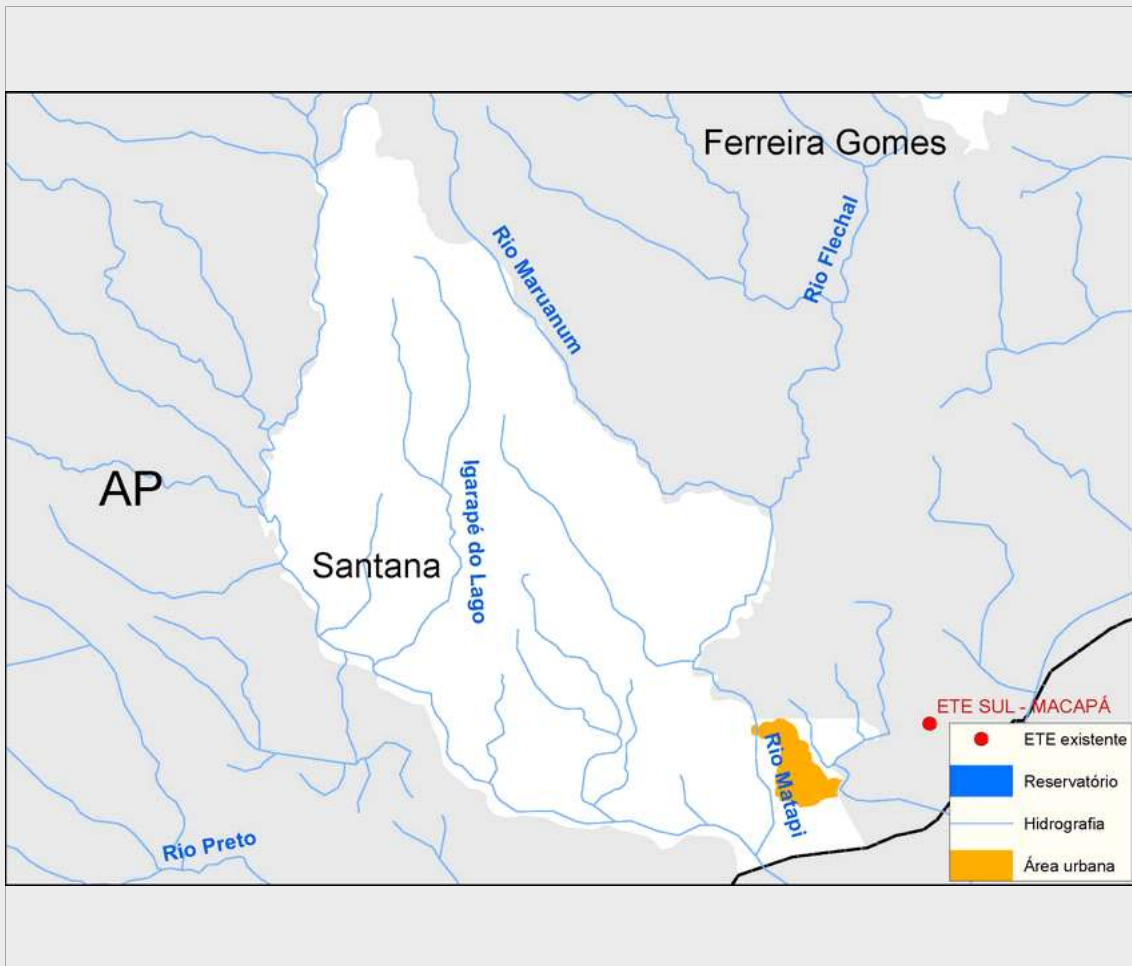 Ferreira Gomes
Rio Flechal
Rio Maruanum
AP
Igarapé do Lago
Santana
ETE SUL - MACAPÁ
Rio Matapi
Rio Preto
ETE existente
Reservatório
Hidrografia
Área urbana